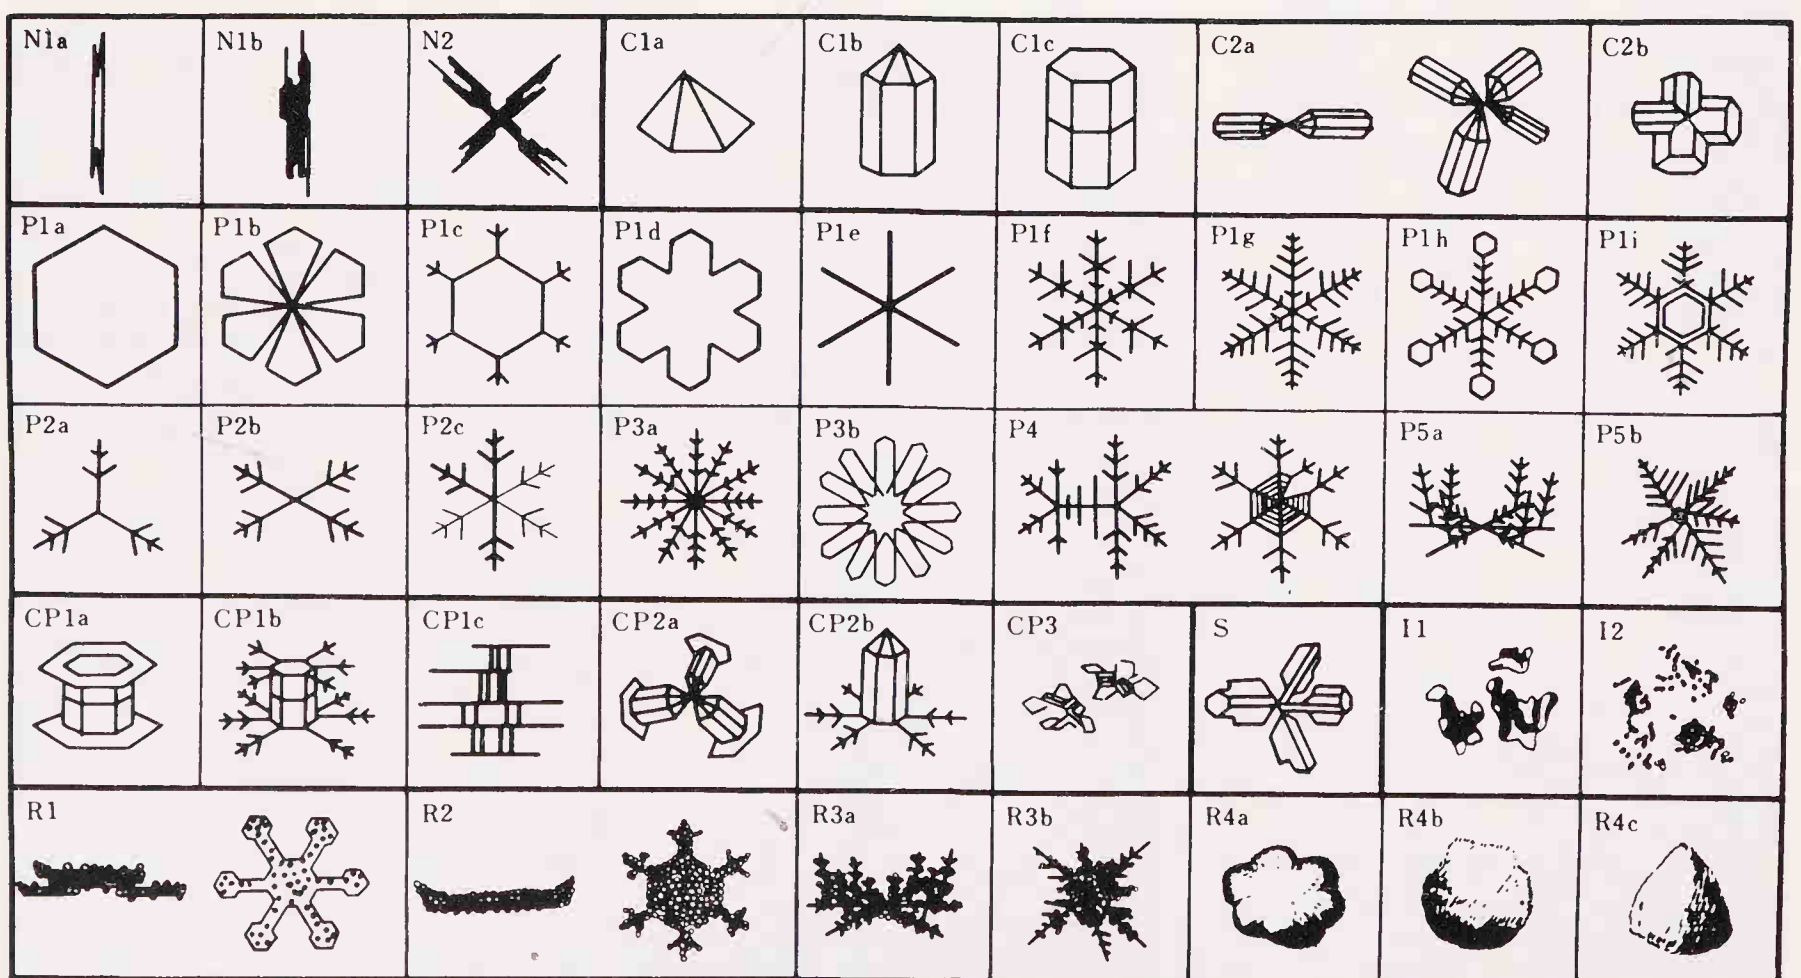 N1a N1b N2 C1a C1b C1c C2a C2b
P1a P1b P1c P1d P1e P1f P1g P1h P1i
P2a P2b P2c P3a P3b P4 P5a P5b
CP1a CP1b CP1c CP2a CP2b CP3 S I1 I2
R1 R2 R3a R3b R4a R4b R4c